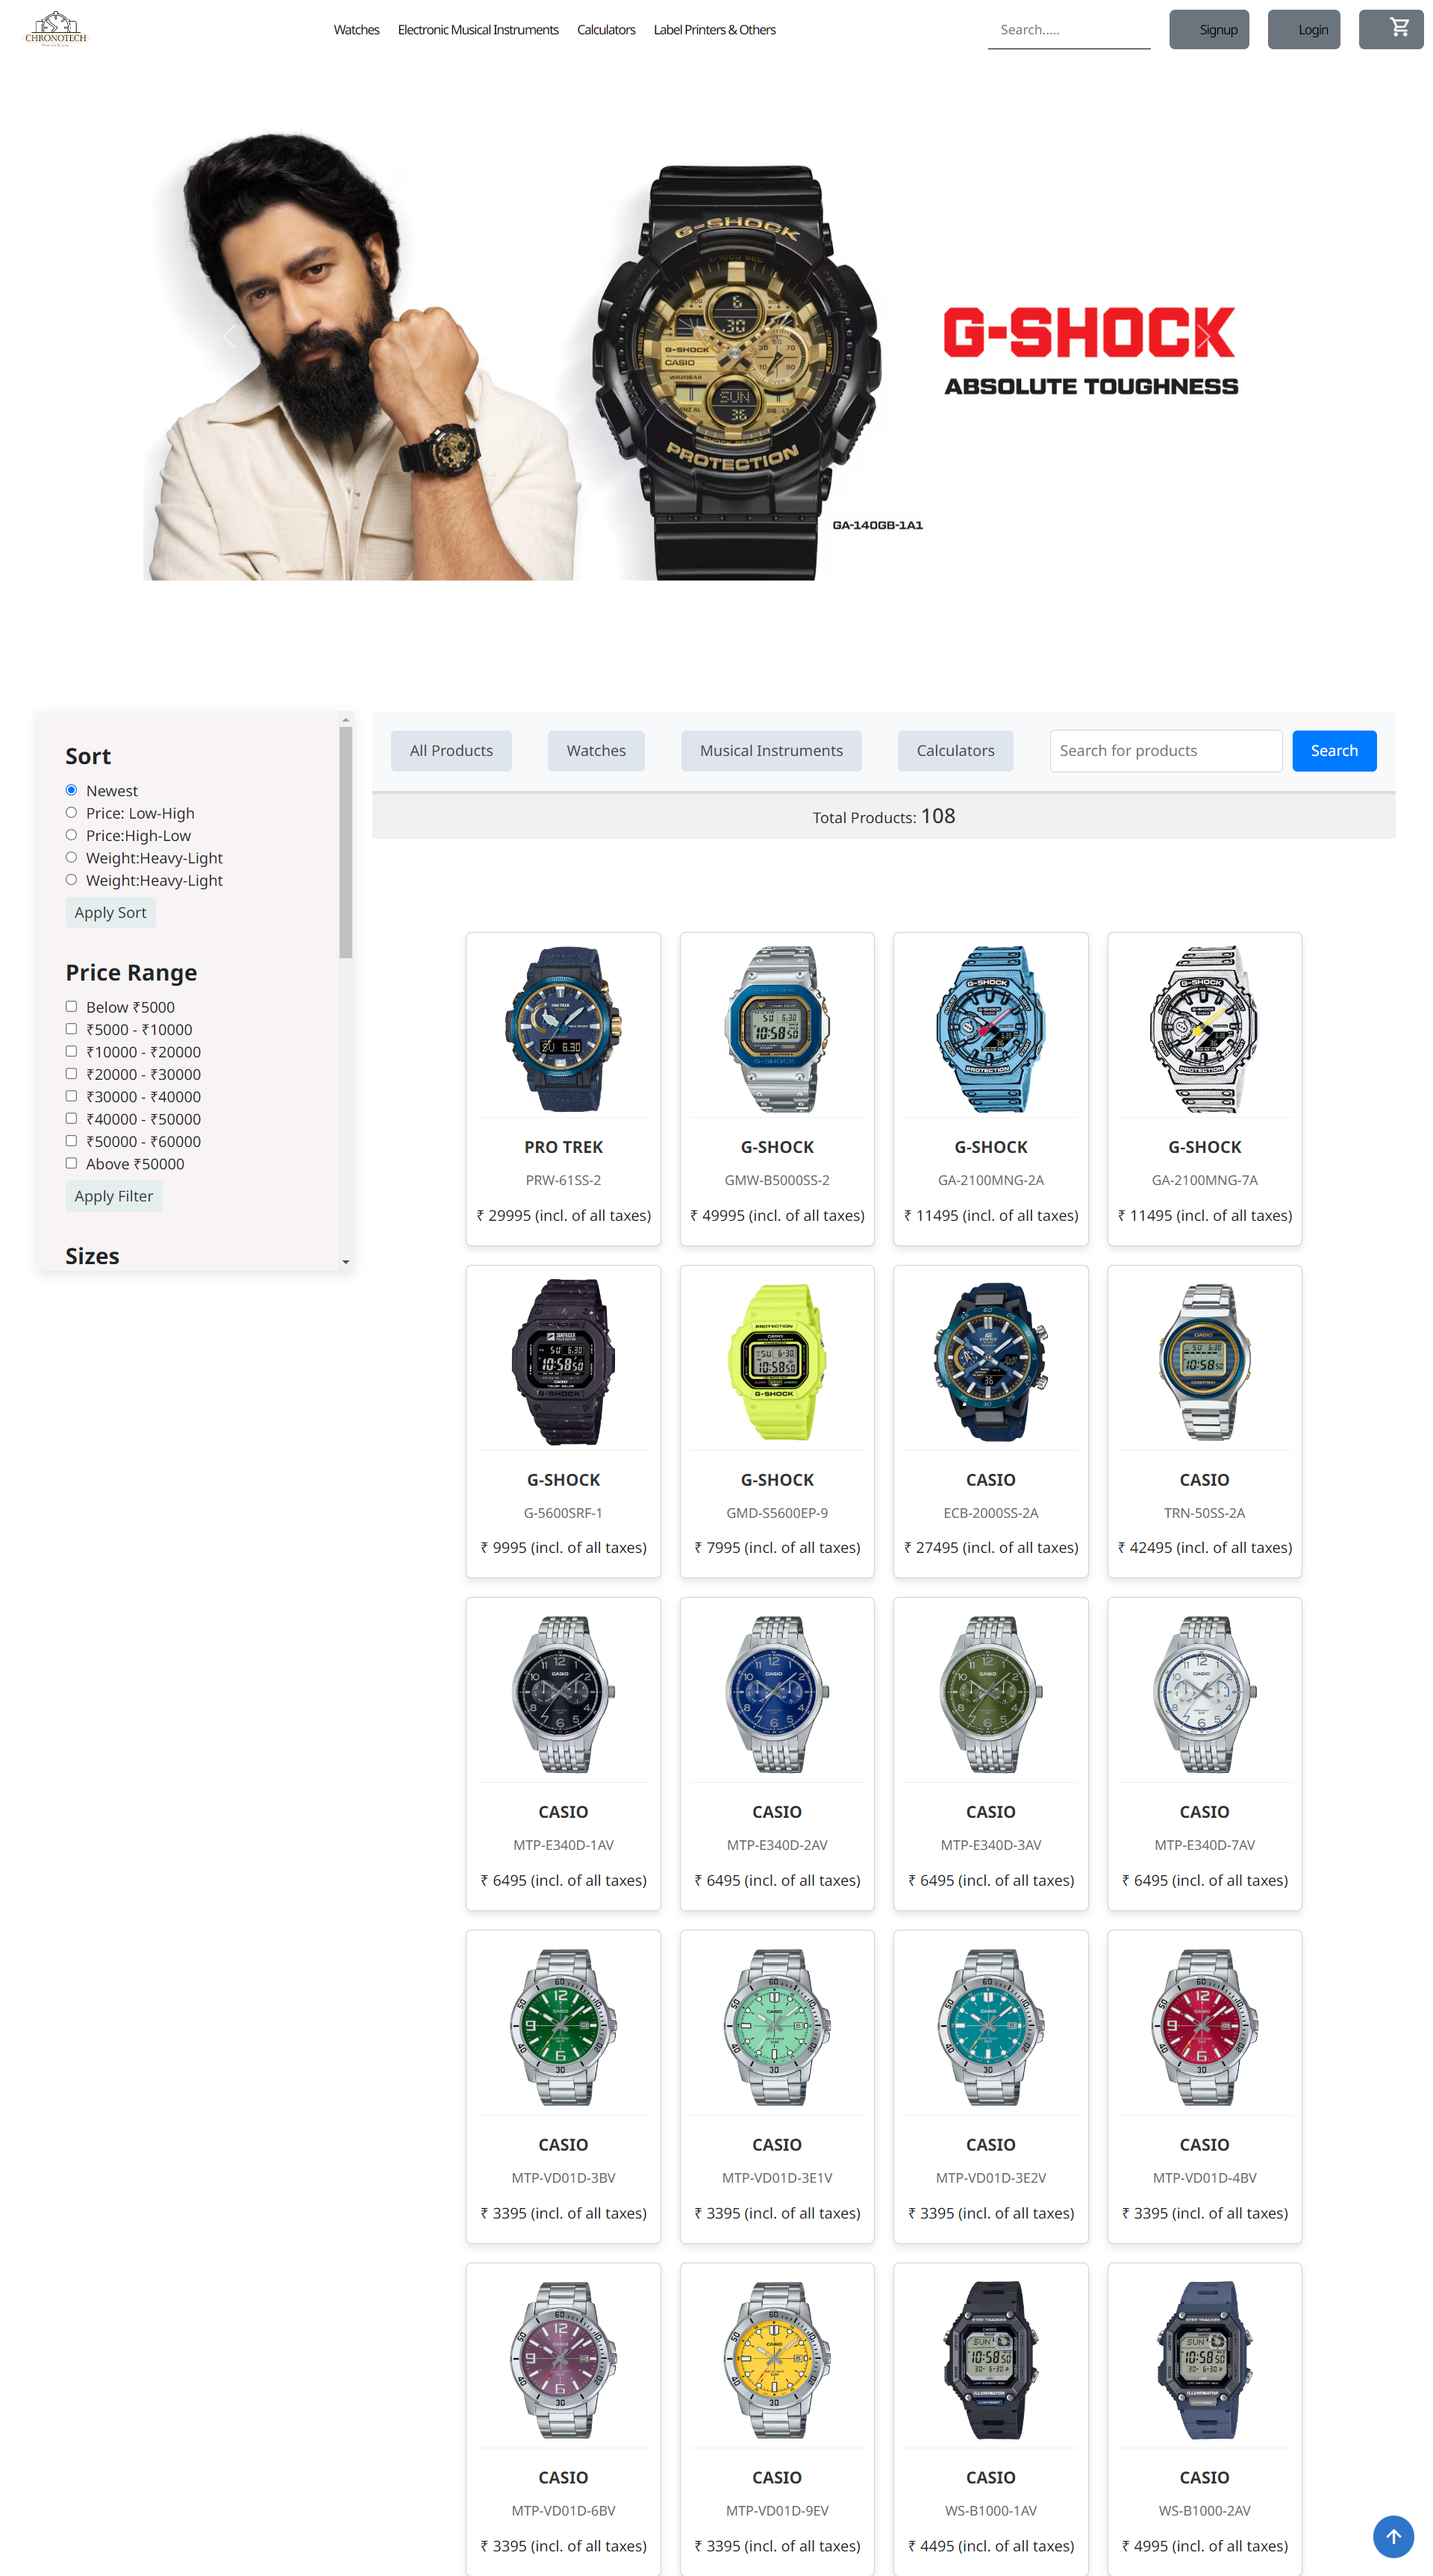 CHRONOTECH
Watches Electronic Musical Instruments Calculators Label Printers & Others
Search.....
Signup
Login
G-SHOCK
G-SHOCK
CASIO
SUN
36
PROTECTION
G-SHOCK
ABSOLUTE TOUGHNESS
GA-140GB-1A1
Sort
Newest
Price: Low-High
Price:High-Low
Weight:Heavy-Light
Weight:Heavy-Light
Apply Sort
Price Range
Below ₹5000
₹5000 - ₹10000
₹10000 - ₹20000
₹20000 - ₹30000
₹30000 - ₹40000
₹40000 - ₹50000
₹50000 - ₹60000
Above ₹50000
Apply Filter
Sizes
All Products
Watches
Musical Instruments
Calculators
Search for products
Search
Total Products: 108
PRO TREK
PRW-61SS-2
₹ 29995 (incl. of all taxes)
G-SHOCK
GMW-B5000SS-2
₹ 49995 (incl. of all taxes)
G-SHOCK
GA-2100MNG-2A
₹ 11495 (incl. of all taxes)
G-SHOCK
GA-2100MNG-7A
₹ 11495 (incl. of all taxes)
G-SHOCK
G-5600SRF-1
₹ 9995 (incl. of all taxes)
G-SHOCK
GMD-S5600EP-9
₹ 7995 (incl. of all taxes)
CASIO
ECB-2000SS-2A
₹ 27495 (incl. of all taxes)
CASIO
TRN-50SS-2A
₹ 42495 (incl. of all taxes)
CASIO
MTP-E340D-1AV
₹ 6495 (incl. of all taxes)
CASIO
MTP-E340D-2AV
₹ 6495 (incl. of all taxes)
CASIO
MTP-E340D-3AV
₹ 6495 (incl. of all taxes)
CASIO
MTP-E340D-7AV
₹ 6495 (incl. of all taxes)
CASIO
MTP-VD01D-3BV
₹ 3395 (incl. of all taxes)
CASIO
MTP-VD01D-3E1V
₹ 3395 (incl. of all taxes)
CASIO
MTP-VD01D-3E2V
₹ 3395 (incl. of all taxes)
CASIO
MTP-VD01D-4BV
₹ 3395 (incl. of all taxes)
CASIO
MTP-VD01D-6BV
₹ 3395 (incl. of all taxes)
CASIO
MTP-VD01D-9EV
₹ 3395 (incl. of all taxes)
CASIO
WS-B1000-1AV
₹ 4495 (incl. of all taxes)
CASIO
WS-B1000-2AV
₹ 4995 (incl. of all taxes)